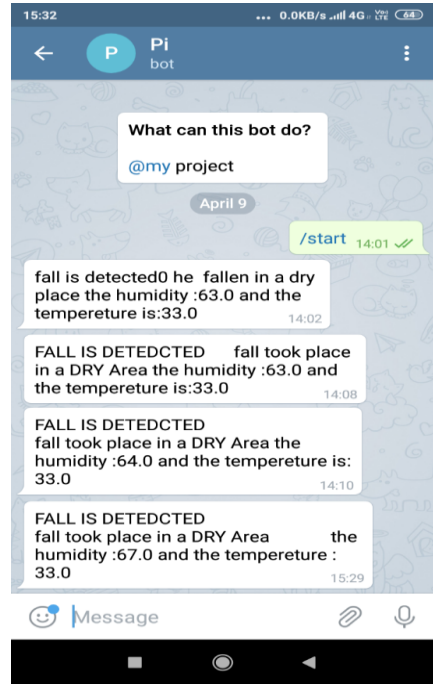 15:32
... 0.0KB/s 4G Vo) LTE 64
P
Pi
bot
What can this bot do?
@my project
April 9
/start 14:01
fall is detected0 he fallen in a dry
place the humidity :63.0 and the
tempereture is:33.0
14:02
FALL IS DETEDCTED fall took place
in a DRY Area the humidity :63.0 and
the tempereture is:33.0
14:08
FALL IS DETEDCTED
fall took place in a DRY Area the
humidity :64.0 and the tempereture is:
33.0
14:10
FALL IS DETEDCTED
fall took place in a DRY Area the
humidity :67.0 and the tempereture :
33.0
15:29
Message